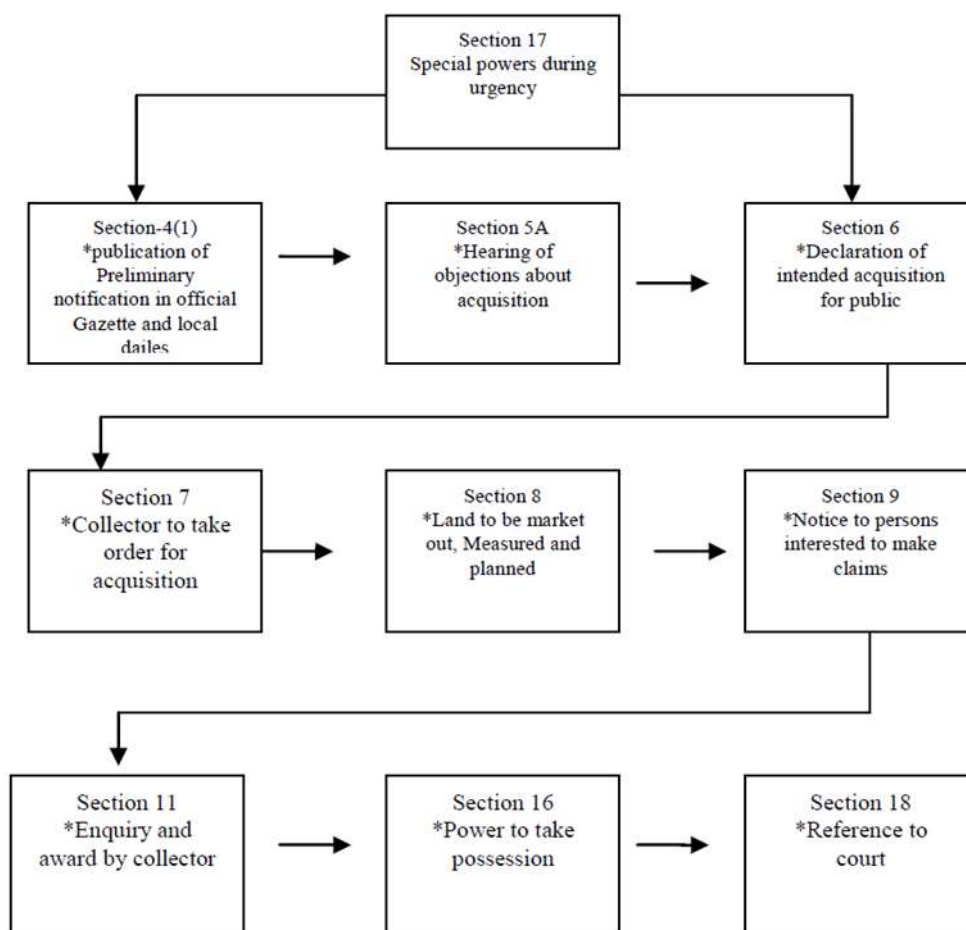 Section 17
Special powers during
urgency
Section-4(1)
*publication of
Preliminary
notification in official
Gazette and local
dailes
Section 5A
*Hearing of
objections about
acquisition
Section 6
*Declaration of
intended acquisition
for public
Section 7
*Collector to take
order for
acquisition
Section 8
*Land to be market
out, Measured and
planned
Section 9
*Notice to persons
interested to make
claims
Section 11
*Enquiry and
award by collector
Section 16
*Power to take
possession
Section 18
*Reference to
court